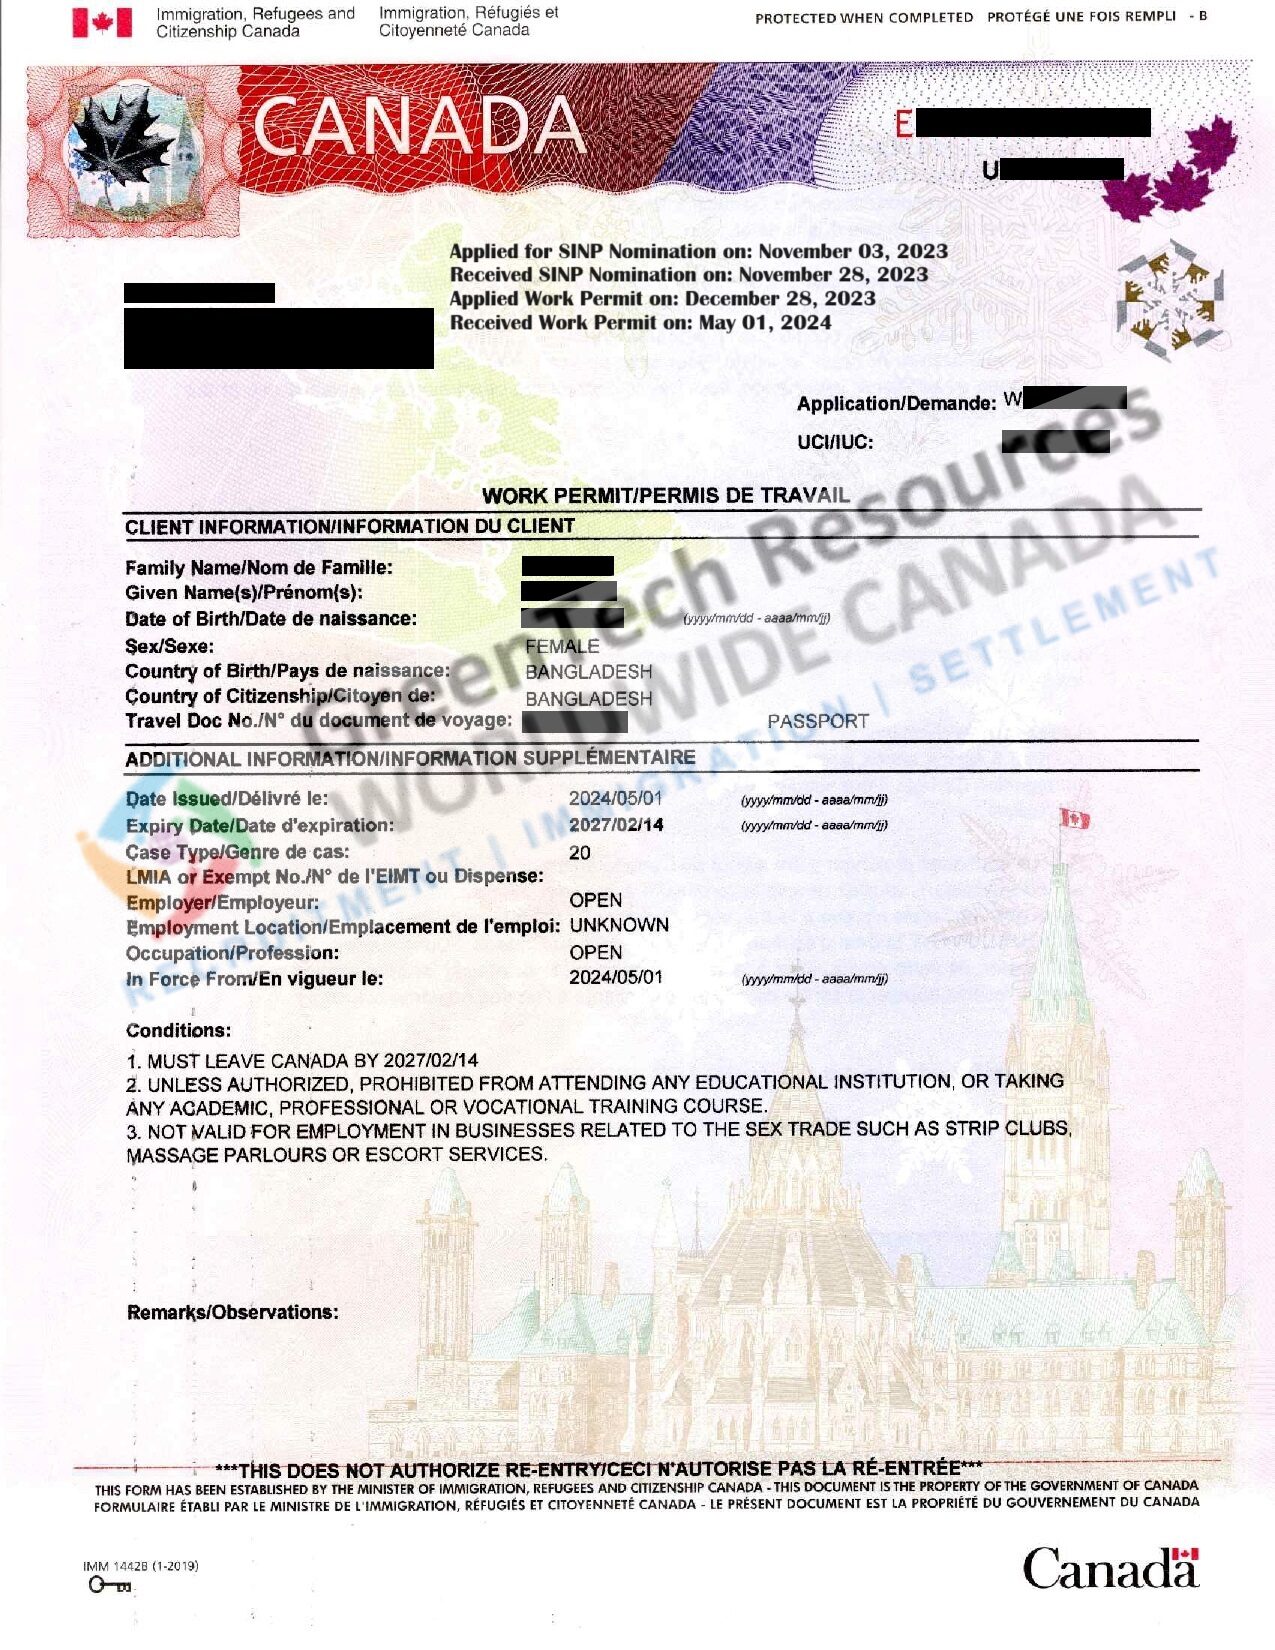 Immigration, Refugees and Citizenship Canada
Immigration, Réfugiés et Citoyenneté Canada
PROTECTED WHEN COMPLETED PROTÉGÉ UNE FOIS REMPLI - B
CANADA
E
U
Applied for SINP Nomination on: November 03, 2023
Received SINP Nomination on: November 28, 2023
Applied Work Permit on: December 28, 2023
Received Work Permit on: May 01, 2024
Application/Demande: W
UCI/IUC:
WORK PERMIT/PERMIS DE TRAVAIL
CLIENT INFORMATION/INFORMATION DU CLIENT
Family Name/Nom de Famille:
Given Name(s)/Prénom(s):
Date of Birth/Date de naissance: (yyyy/mm/dd - aaaa/mm/jj)
Sex/Sexe: FEMALE
Country of Birth/Pays de naissance: BANGLADESH
Country of Citizenship/Citoyen de: BANGLADESH
Travel Doc No./N° du document de voyage: PASSPORT
ADDITIONAL INFORMATION/INFORMATION SUPPLÉMENTAIRE
Date Issued/Délivré le: 2024/05/01 (yyyy/mm/dd - aaaa/mm/jj)
Expiry Date/Date d'expiration: 2027/02/14 (yyyy/mm/dd - aaaa/mm/jj)
Case Type/Genre de cas: 20
LMIA or Exempt No./N° de l'EIMT ou Dispense:
Employer/Employeur: OPEN
Employment Location/Emplacement de l'emploi: UNKNOWN
Occupation/Profession: OPEN
In Force From/En vigueur le: 2024/05/01 (yyyy/mm/dd - aaaa/mm/jj)
Conditions:
1. MUST LEAVE CANADA BY 2027/02/14
2. UNLESS AUTHORIZED, PROHIBITED FROM ATTENDING ANY EDUCATIONAL INSTITUTION, OR TAKING
ANY ACADEMIC, PROFESSIONAL OR VOCATIONAL TRAINING COURSE.
3. NOT VALID FOR EMPLOYMENT IN BUSINESSES RELATED TO THE SEX TRADE SUCH AS STRIP CLUBS,
MASSAGE PARLOURS OR ESCORT SERVICES.
Remarks/Observations:
***THIS DOES NOT AUTHORIZE RE-ENTRY/CECI N'AUTORISE PAS LA RÉ-ENTRÉE***
THIS FORM HAS BEEN ESTABLISHED BY THE MINISTER OF IMMIGRATION, REFUGEES AND CITIZENSHIP CANADA - THIS DOCUMENT IS THE PROPERTY OF THE GOVERNMENT OF CANADA
FORMULAIRE ÉTABLI PAR LE MINISTRE DE L'IMMIGRATION, RÉFUGIÉS ET CITOYENNETÉ CANADA - LE PRÉSENT DOCUMENT EST LA PROPRIÉTÉ DU GOUVERNEMENT DU CANADA
IMM 1442B (1-2019)
Canada
GreenTech Resources
WORLDWIDE CANADA
RECRUITMENT | IMMIGRATION | SETTLEMENT